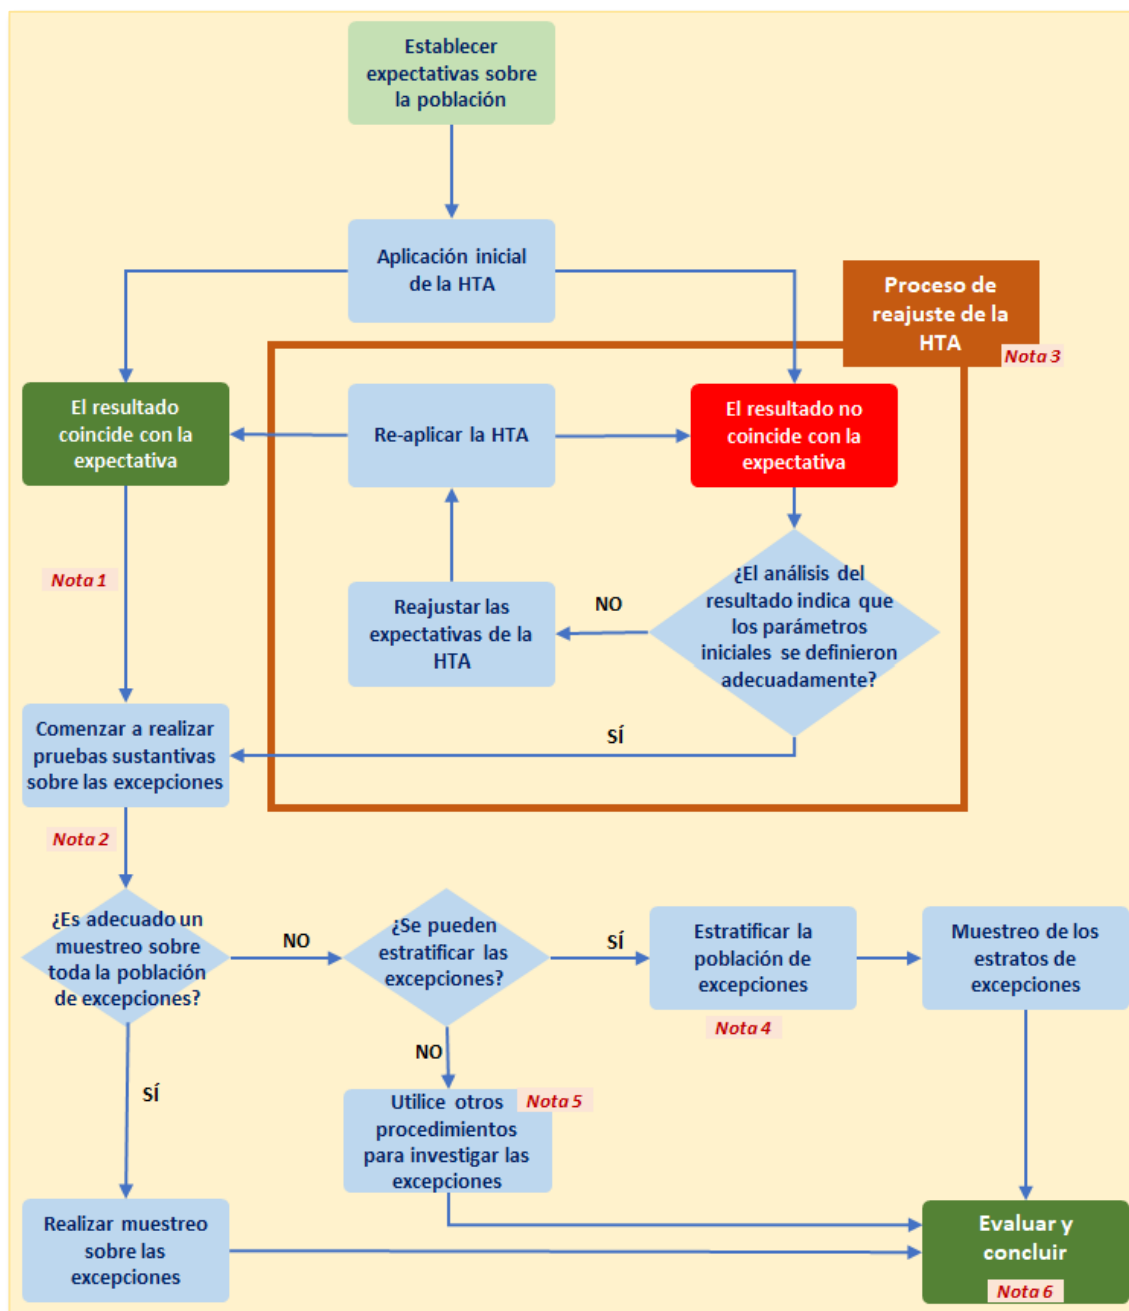 Establecer
expectativas sobre
la población
Aplicación inicial
de la HTA
Proceso de
reajuste de la
HTA
Nota 3
El resultado
coincide con la
expectativa
Re-aplicar la HTA
El resultado no
coincide con la
expectativa
Nota 1
Reajustar las
expectativas de la
HTA
NO
¿El análisis del
resultado indica que
los parámetros
iniciales se definieron
adecuadamente?
SÍ
Comenzar a realizar
pruebas sustantivas
sobre las excepciones
Nota 2
¿Es adecuado un
muestreo sobre
toda la población
de excepciones?
NO
¿Se pueden
estratificar las
excepciones?
SÍ
Estratificar la
población de
excepciones
Nota 4
Muestreo de los
estratos de
excepciones
NO
SÍ
Utilice otros
procedimientos
para investigar las
excepciones
Nota 5
Realizar muestreo
sobre las
excepciones
Evaluar y
concluir
Nota 6